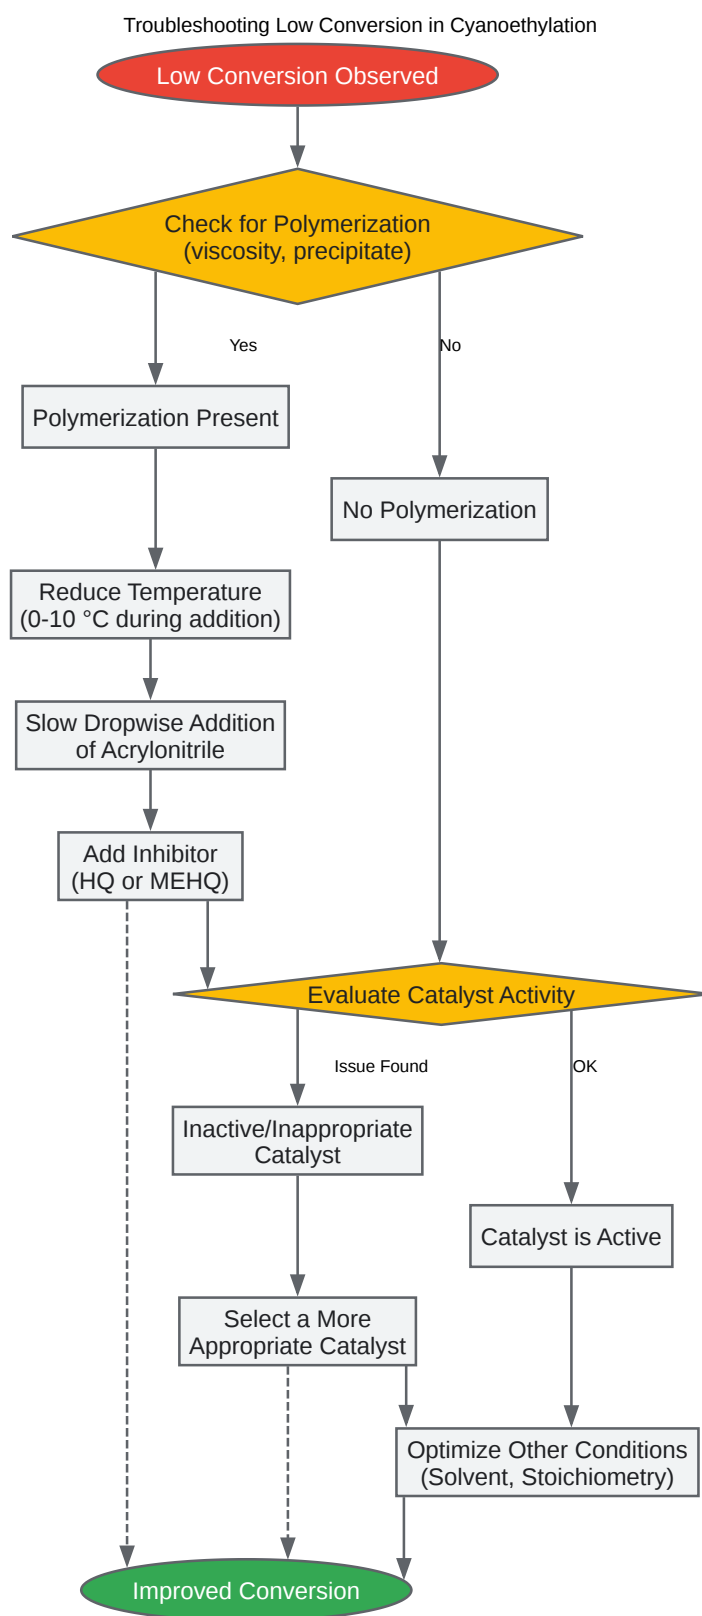 Troubleshooting Low Conversion in Cyanoethylation
Low Conversion Observed
Check for Polymerization
(viscosity, precipitate)
Yes
No
Polymerization Present
No Polymerization
Reduce Temperature
(0-10 °C during addition)
Slow Dropwise Addition
of Acrylonitrile
Add Inhibitor
(HQ or MEHQ)
Evaluate Catalyst Activity
Issue Found
OK
Inactive/Inappropriate
Catalyst
Catalyst is Active
Select a More
Appropriate Catalyst
Optimize Other Conditions
(Solvent, Stoichiometry)
Improved Conversion